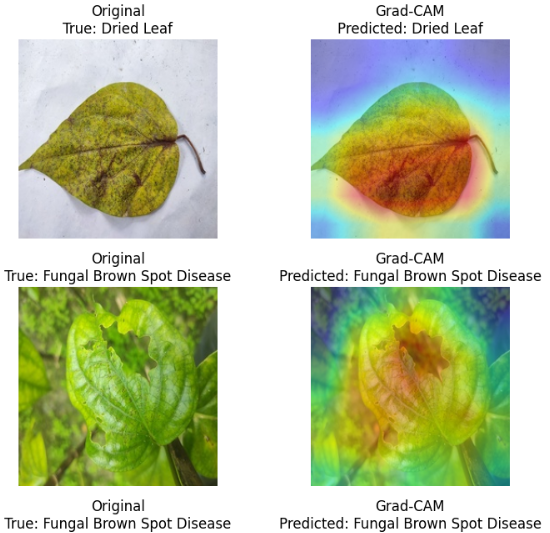 Original
True: Dried Leaf
Grad-CAM
Predicted: Dried Leaf
Original
True: Fungal Brown Spot Disease
Grad-CAM
Predicted: Fungal Brown Spot Disease
Original
True: Fungal Brown Spot Disease
Grad-CAM
Predicted: Fungal Brown Spot Disease